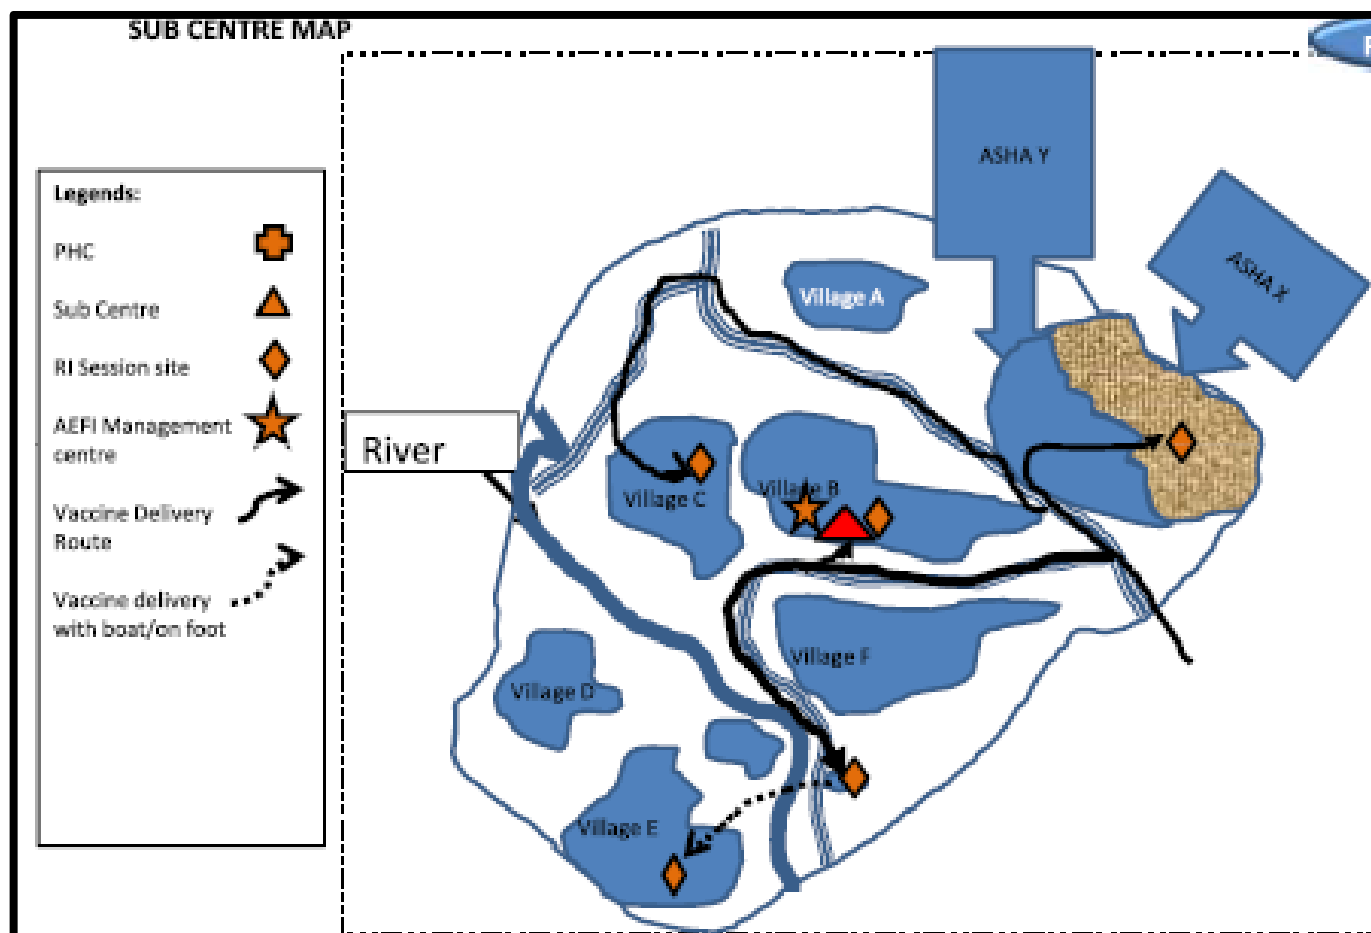 SUB CENTRE MAP
Legends:
PHC
Sub Centre
RI Session site
AEFI Management
centre
Vaccine Delivery
Route
Vaccine delivery
with boat/on foot
River
ASHA Y
ASHA X
Village A
Village B
Village C
Village F
Village D
Village E